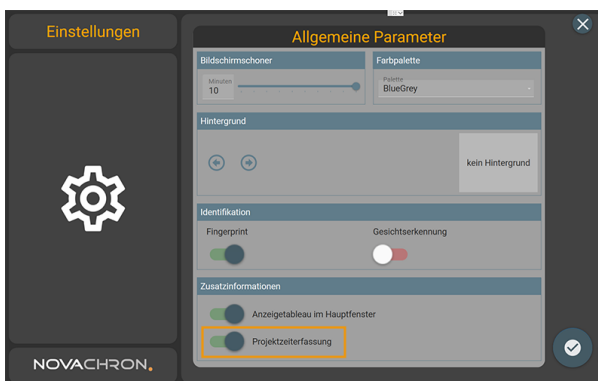 Einstellungen
Allgemeine Parameter
Bildschirmschoner
Farbpalette
Minuten
10
Palette
BlueGrey
Hintergrund
kein Hintergrund
Identifikation
Fingerprint
Gesichtserkennung
Zusatzinformationen
Anzeigetableau im Hauptfenster
Projektzeiterfassung
NOVACHRON.